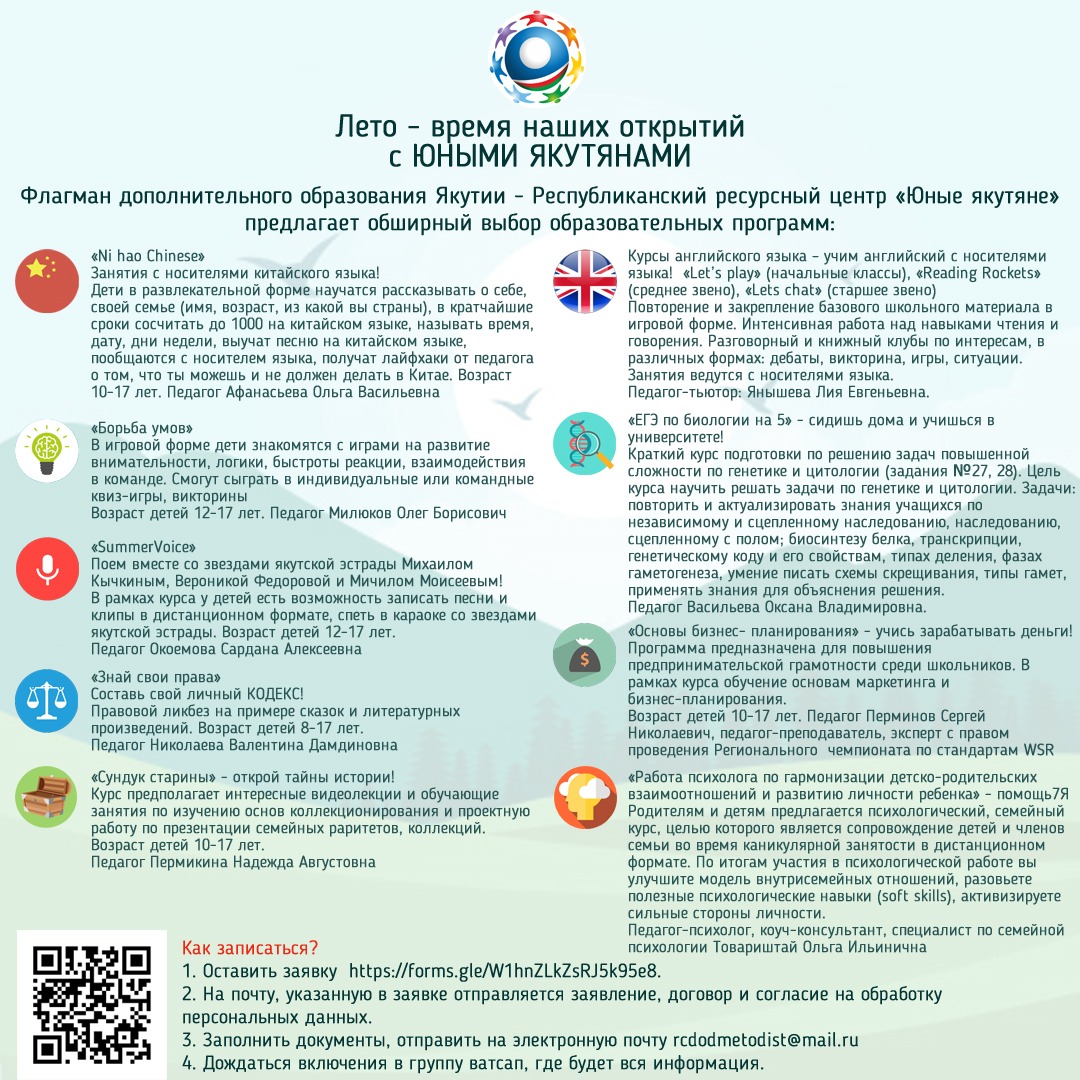 Лето - время наших открытий
с ЮНЫМИ ЯКУТЯНАМИ
Флагман дополнительного образования Якутии - Республиканский ресурсный центр «Юные якутяне»
предлагает обширный выбор образовательных программ:
«Ni hao Chinese»
Занятия с носителями китайского языка!
Дети в развлекательной форме научатся рассказывать о себе,
своей семье (имя, возраст, из какой вы страны), в кратчайшие
сроки сосчитать до 1000 на китайском языке, называть время,
дату, дни недели, выучат песню на китайском языке,
пообщаются с носителем языка, получат лайфхаки от педагога
о том, что ты можешь и не должен делать в Китае. Возраст
10-17 лет. Педагог Афанасьева Ольга Васильевна
«Борьба умов»
В игровой форме дети знакомятся с играми на развитие
внимательности, логики, быстроты реакции, взаимодействия
в команде. Смогут сыграть в индивидуальные или командные
квиз-игры, викторины
Возраст детей 12-17 лет. Педагог Милюков Олег Борисович
«SummerVoice»
Поем вместе со звездами якутской эстрады Михаилом
Кычкиным, Вероникой Федоровой и Мичилом Моисеевым!
В рамках курса у детей есть возможность записать песни и
клипы в дистанционном формате, спеть в караоке со звездами
якутской эстрады. Возраст детей 12-17 лет.
Педагог Окоемова Сардана Алексеевна
«Знай свои права»
Составь свой личный КОДЕКС!
Правовой ликбез на примере сказок и литературных
произведений. Возраст детей 8-17 лет.
Педагог Николаева Валентина Дамдиновна
«Сундук старины» - открой тайны истории!
Курс предполагает интересные видеолекции и обучающие
занятия по изучению основ коллекционирования и проектную
работу по презентации семейных раритетов, коллекций.
Возраст детей 10-17 лет.
Педагог Пермикина Надежда Августовна
Курсы английского языка - учим английский с носителями
языка! «Let's play» (начальные классы), «Reading Rockets»
(среднее звено), «Lets chat» (старшее звено)
Повторение и закрепление базового школьного материала в
игровой форме. Интенсивная работа над навыками чтения и
говорения. Разговорный и книжный клубы по интересам, в
различных формах: дебаты, викторина, игры, ситуации.
Занятия ведутся с носителями языка.
Педагог-тьютор: Янышева Лия Евгеньевна.
«ЕГЭ по биологии на 5» - сидишь дома и учишься в
университете!
Краткий курс подготовки по решению задач повышенной
сложности по генетике и цитологии (задания №27, 28). Цель
курса научить решать задачи по генетике и цитологии. Задачи:
повторить и актуализировать знания учащихся по
независимому и сцепленному наследованию, наследованию,
сцепленному с полом; биосинтезу белка, транскрипции,
генетическому коду и его свойствам, типах деления, фазах
гаметогенеза, умение писать схемы скрещивания, типы гамет,
применять знания для объяснения решения.
Педагог Васильева Оксана Владимировна.
«Основы бизнес- планирования» - учись зарабатывать деньги!
Программа предназначена для повышения
предпринимательской грамотности среди школьников. В
рамках курса обучение основам маркетинга и
бизнес-планирования.
Возраст детей 10-17 лет. Педагог Перминов Сергей
Николаевич, педагог-преподаватель, эксперт с правом
проведения Регионального чемпионата по стандартам WSR
«Работа психолога по гармонизации детско-родительских
взаимоотношений и развитию личности ребенка» - помощь7Я
Родителям и детям предлагается психологический, семейный
курс, целью которого является сопровождение детей и членов
семьи во время каникулярной занятости в дистанционном
формате. По итогам участия в психологической работе вы
улучшите модель внутрисемейных отношений, разовьете
полезные психологические навыки (soft skills), активизируете
сильные стороны личности.
Педагог-психолог, коуч-консультант, специалист по семейной
психологии Товариштай Ольга Ильинична
Как записаться?
1. Оставить заявку https://forms.gle/W1hnZLkZsRJ5k95e8.
2. На почту, указанную в заявке отправляется заявление, договор и согласие на обработку
персональных данных.
3. Заполнить документы, отправить на электронную почту rcdodmetodist@mail.ru
4. Дождаться включения в группу ватсап, где будет вся информация.